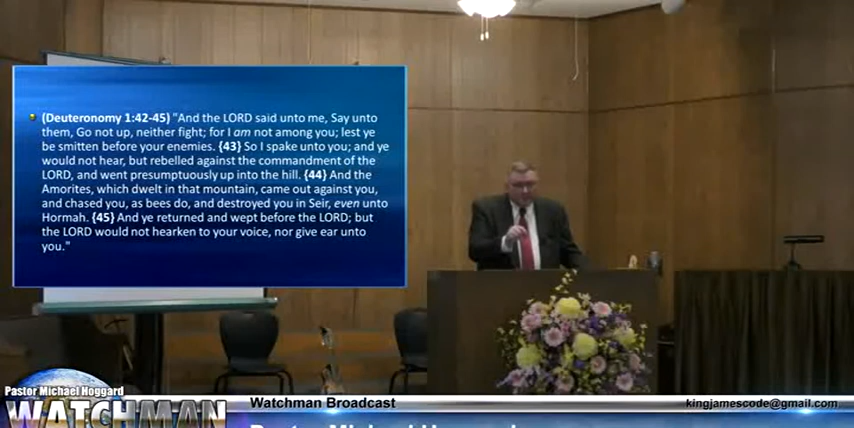 (Deuteronomy 1:42-45) "And the LORD said unto me, Say unto
them, Go not up, neither fight; for I am not among you; lest ye
be smitten before your enemies. {43} So I spake unto you; and ye
would not hear, but rebelled against the commandment of the
LORD, and went presumptuously up into the hill. {44} And the
Amorites, which dwelt in that mountain, came out against you,
and chased you, as bees do, and destroyed you in Seir, even unto
Hormah. {45} And ye returned and wept before the LORD; but
the LORD would not hearken to your voice, nor give ear unto
you."
Pastor Michael Hoggard
WATCHMAN
Watchman Broadcast
kingjamescode@gmail.com